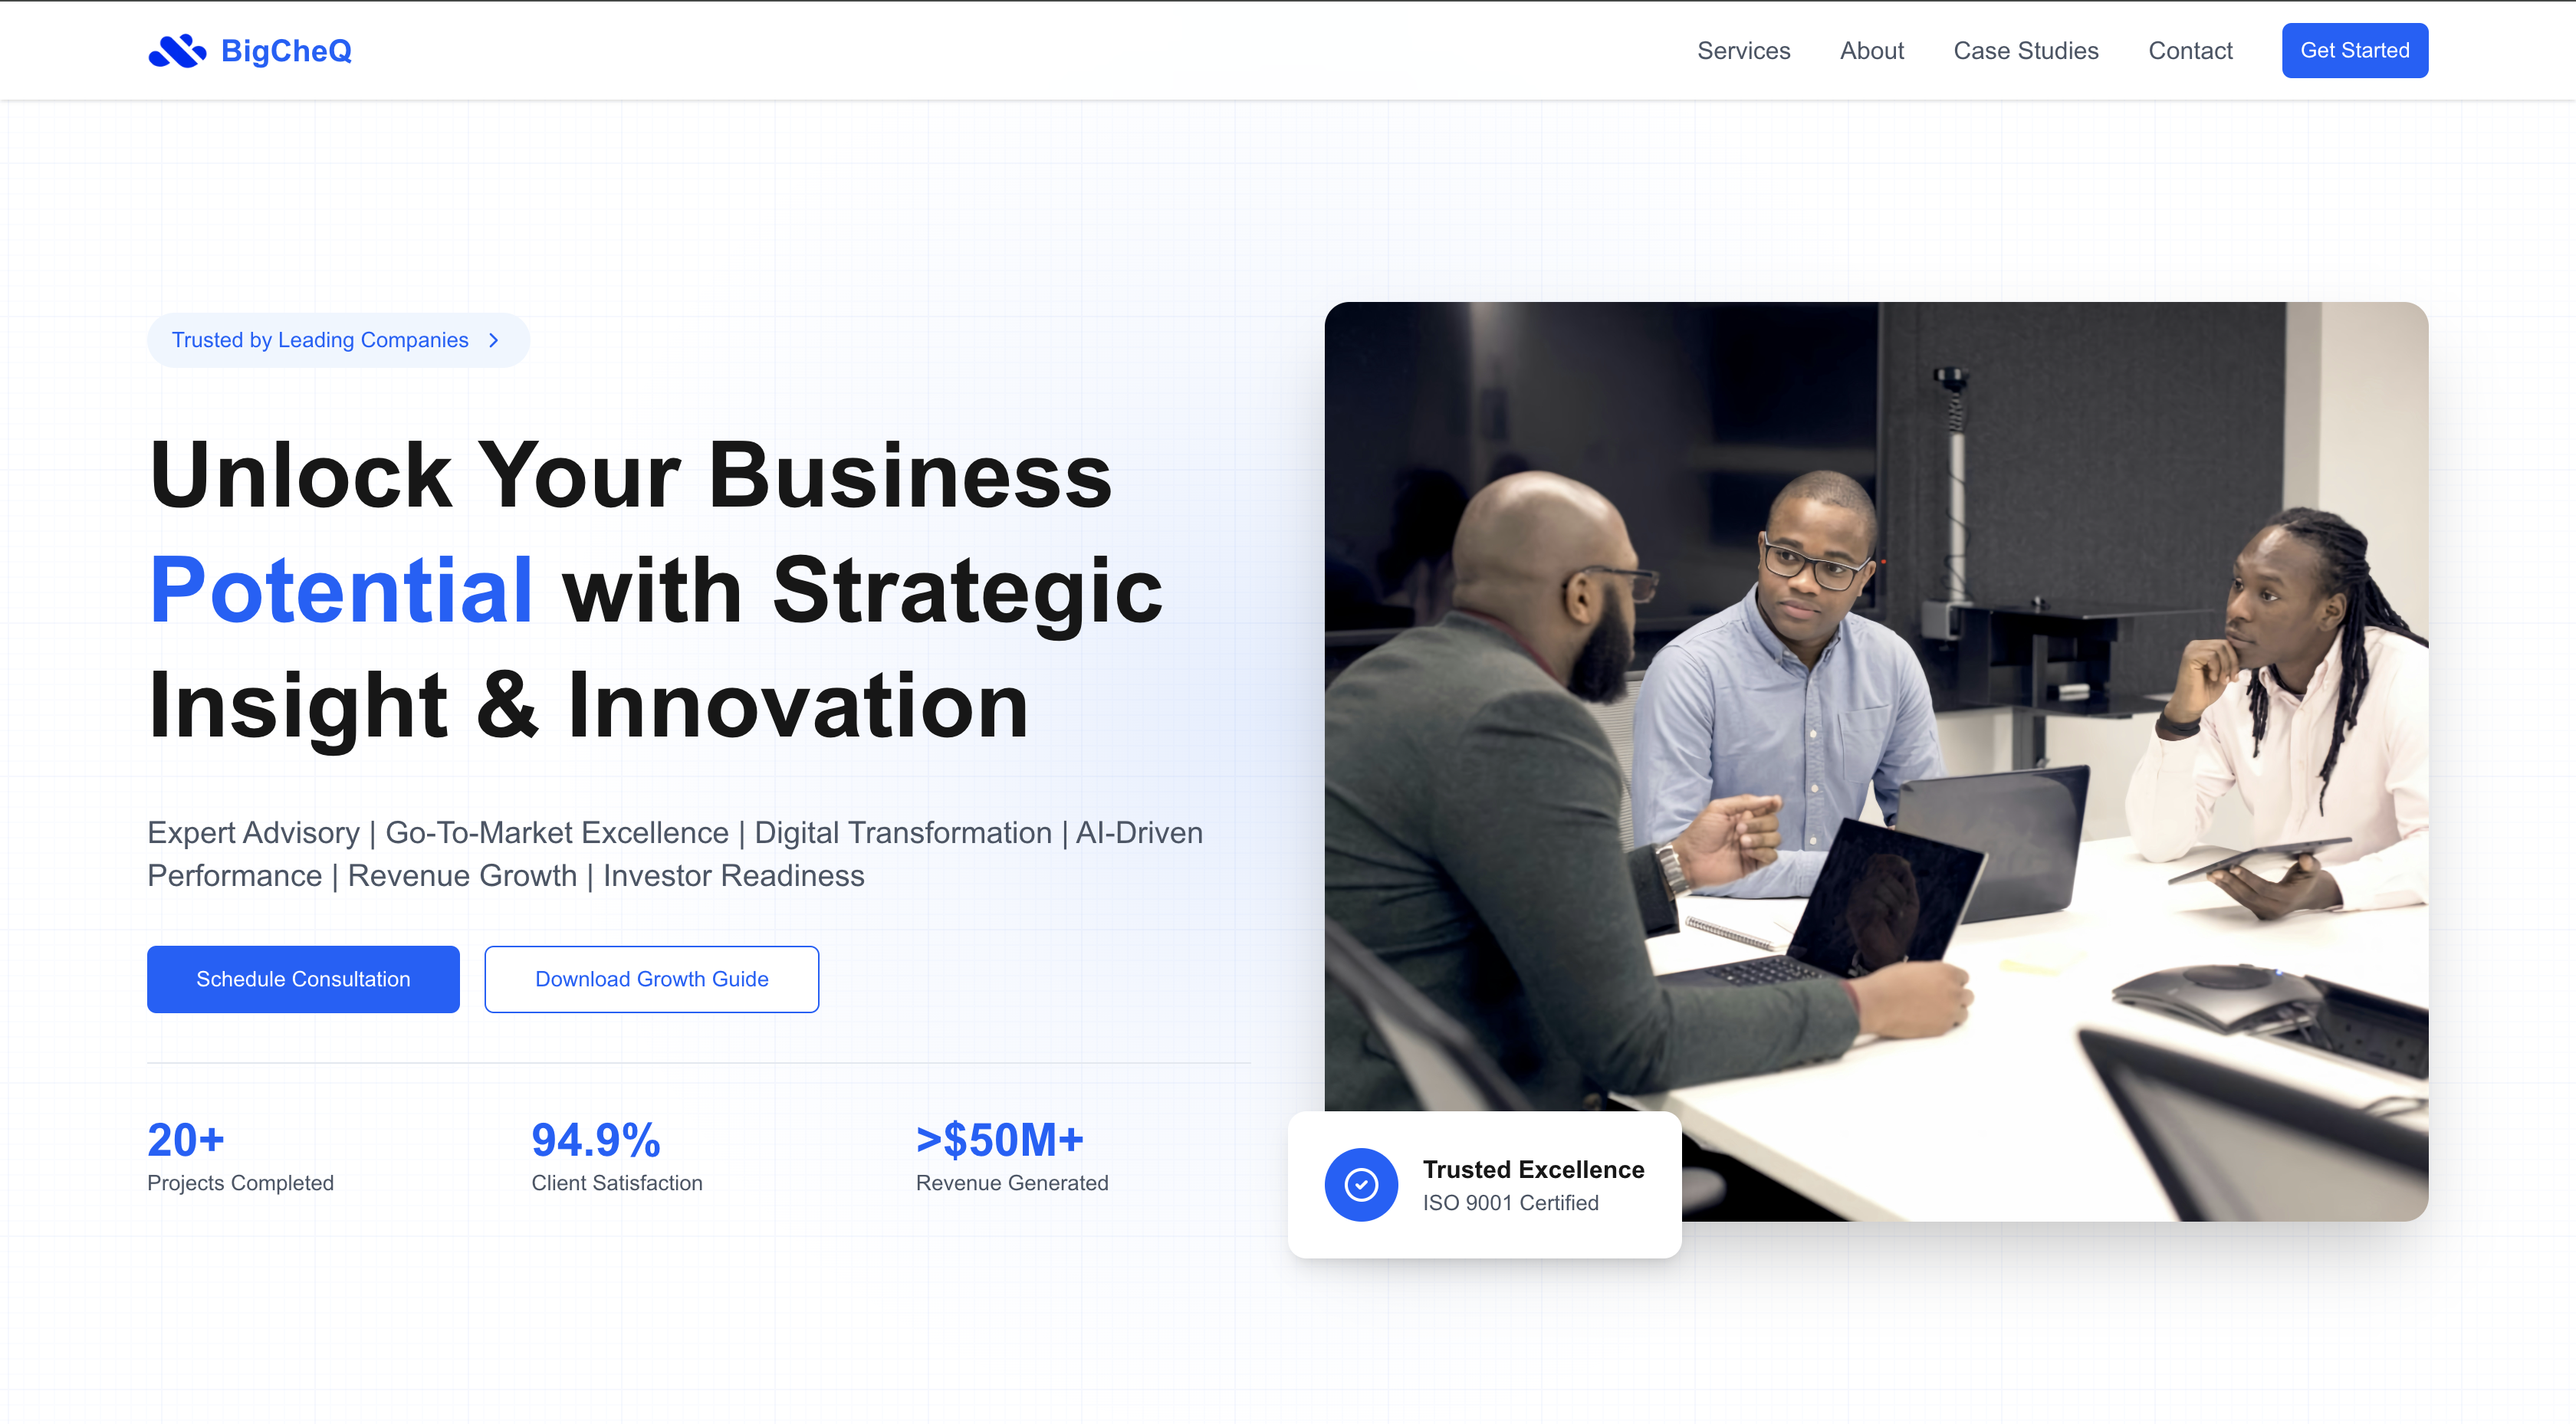 BigCheQ
Services
About
Case Studies
Contact
Get Started
Trusted by Leading Companies
Unlock Your Business
Potential with Strategic
Insight & Innovation
Expert Advisory | Go-To-Market Excellence | Digital Transformation | AI-Driven
Performance | Revenue Growth | Investor Readiness
Schedule Consultation
Download Growth Guide
20+
Projects Completed
94.9%
Client Satisfaction
>$50M+
Revenue Generated
Trusted Excellence
ISO 9001 Certified